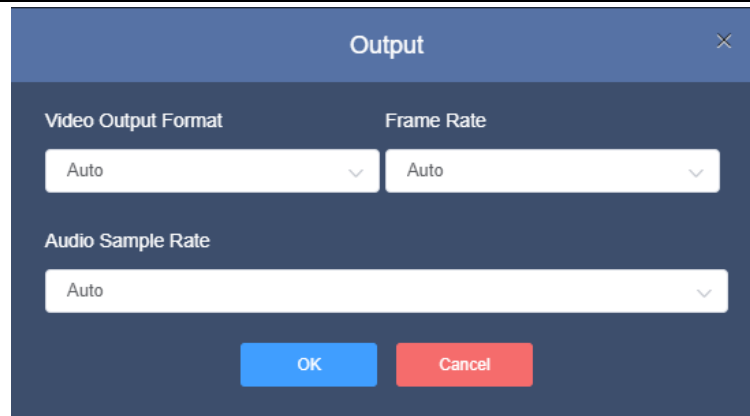 Output
Video Output Format Frame Rate
Auto Auto
Audio Sample Rate
Auto
OK Cancel